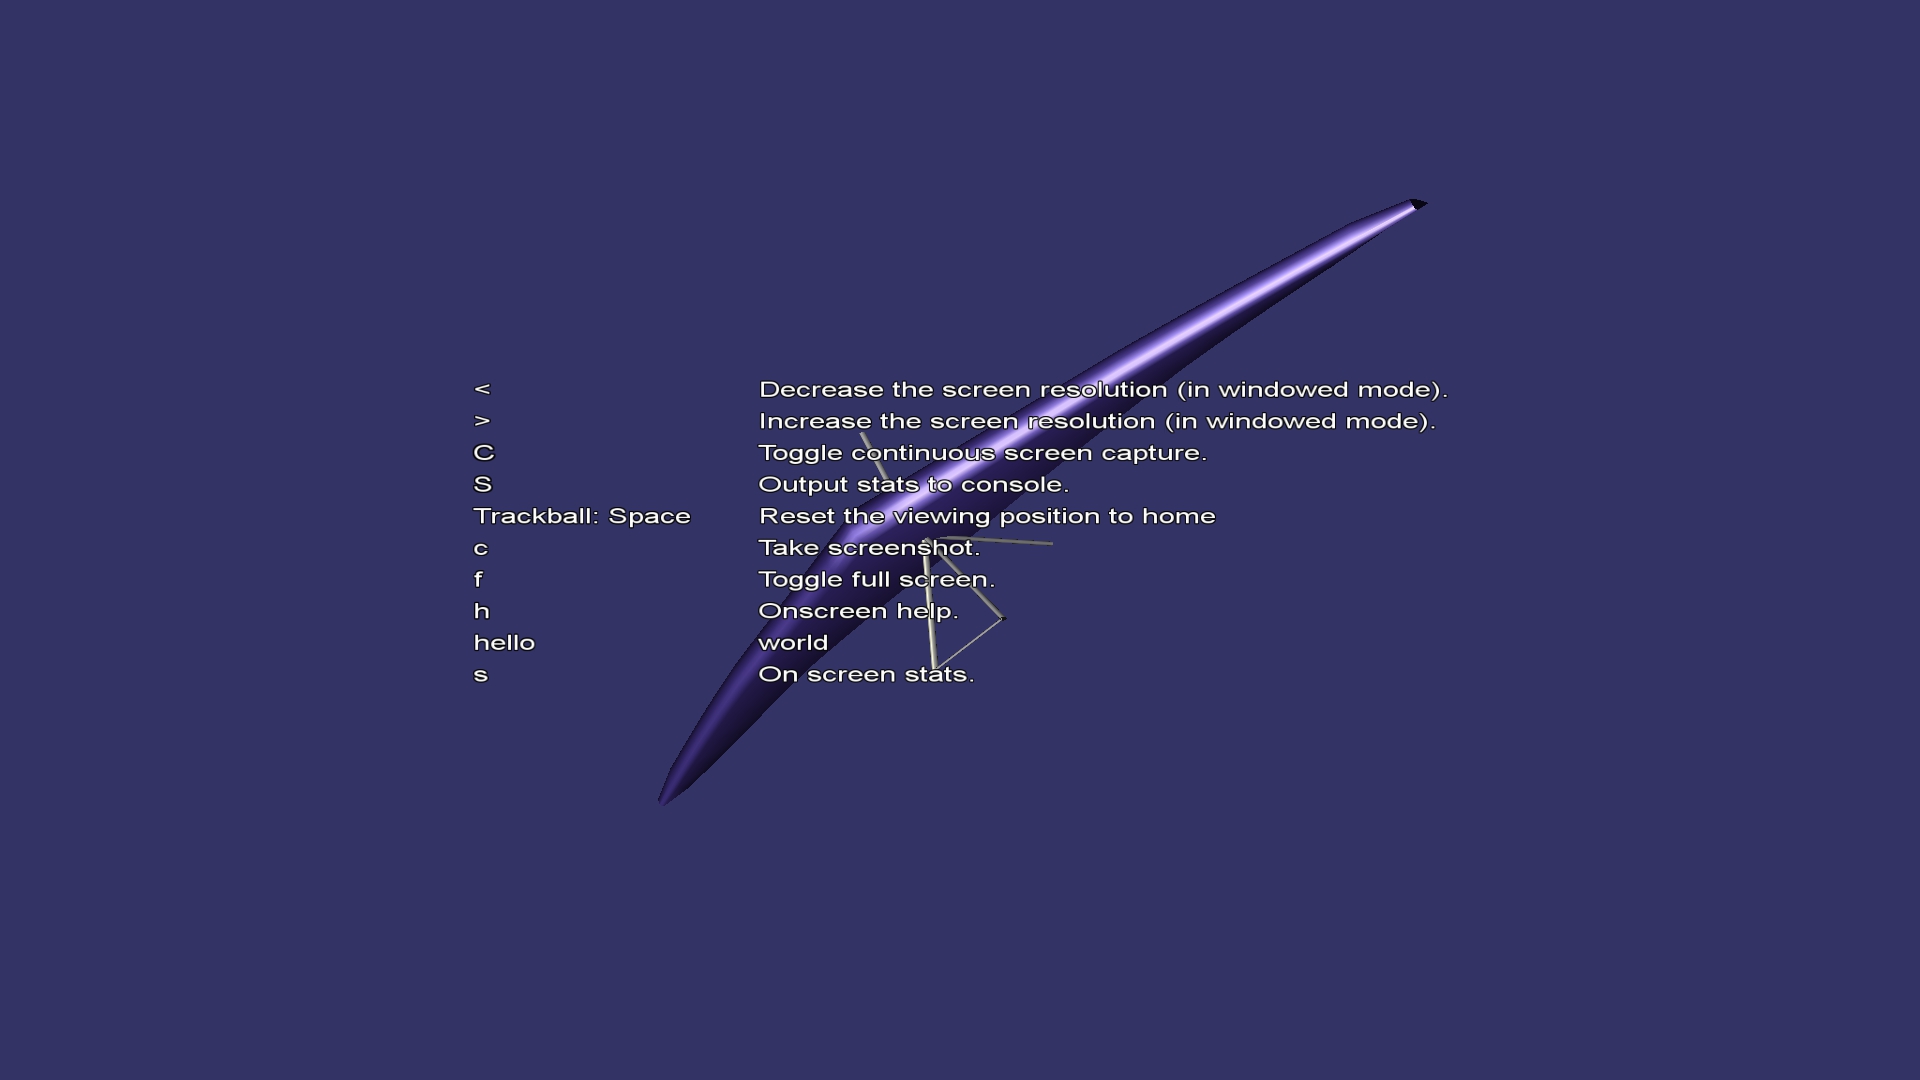 < Decrease the screen resolution (in windowed mode).
> Increase the screen resolution (in windowed mode).
C Toggle continuous screen capture.
S Output stats to console.
Trackball: Space Reset the viewing position to home
c Take screenshot.
f Toggle full screen.
h Onscreen help.
hello world
s On screen stats.